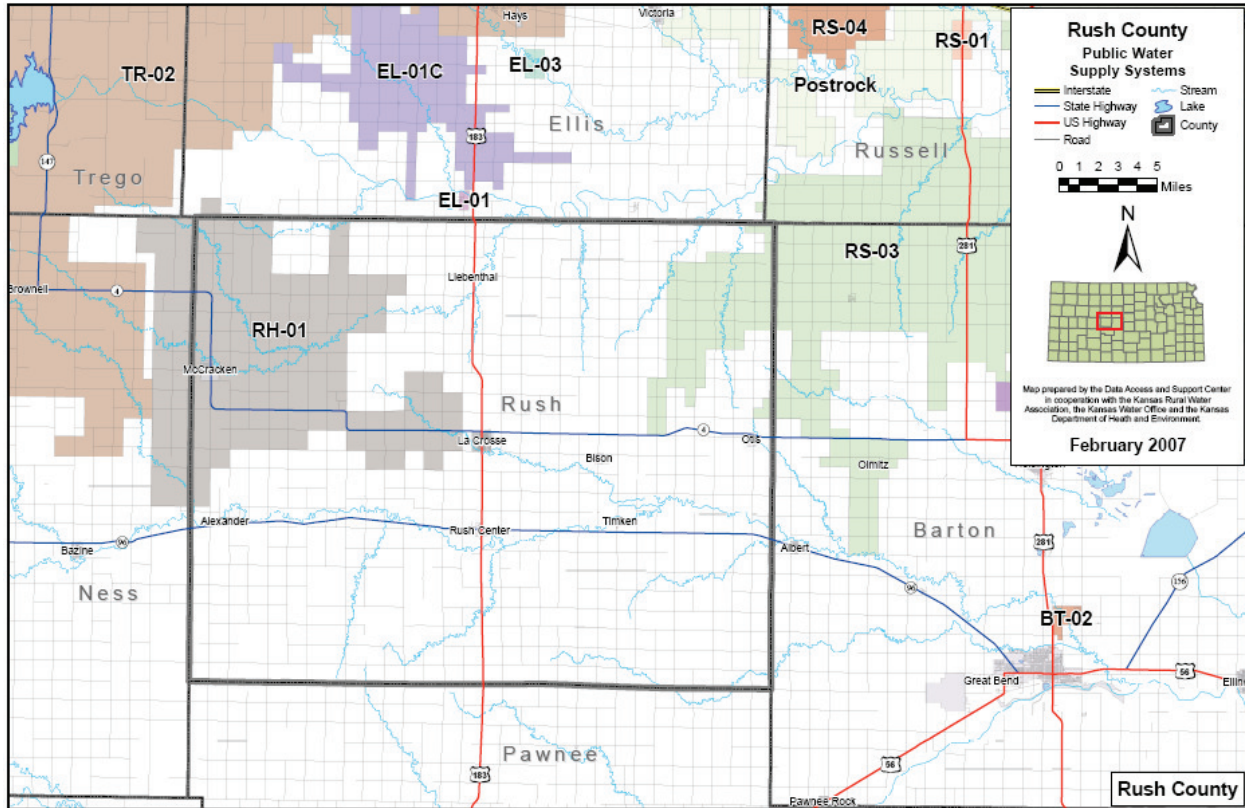 Hays
Victoria
RS-04
RS-01
TR-02
EL-01C
EL-03
Postrock
183
Ellis
Russell
147
Trego
EL-01
RS-03
281
Liebenthal
Brownell
4
RH-01
McCracken
Rush
La Crosse
4
Otis
Bison
Olmitz
Alexander
Rush Center
Timken
Albert
Barton
Bazine
96
281
Ness
96
156
BT-02
Great Bend
56
Pawnee
183
56
Pawnee Rock
Rush County
Public Water
Supply Systems
Interstate
State Highway
US Highway
Road
Stream
Lake
County
0 1 2 3 4 5
Miles
N
Map prepared by the Data Access and Support Center
in cooperation with the Kansas Rural Water
Association, the Kansas Water Office and the Kansas
Department of Heath and Environment.
February 2007
Rush County